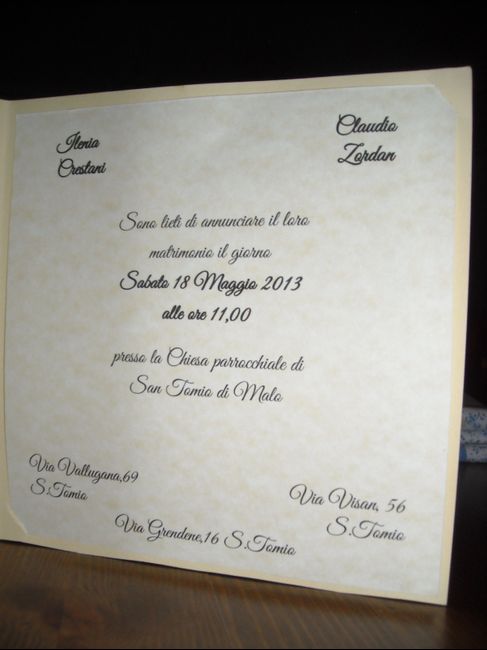 Ilenia
Crestani
Claudio
Zordan
Sono lieti di annunciare il loro
matrimonio il giorno
Sabato 18 Maggio 2013
alle ore 11,00
presso la Chiesa parrocchiale di
San Tomio di Malo
Via Vallugana,69
S.Tomio
Via Visan, 56
S.Tomio
Via Grendene,16 S.Tomio